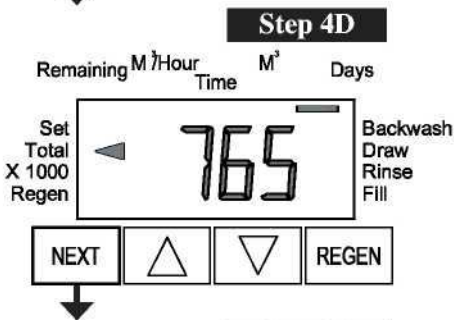 Step 4D
Remaining M³/Hour M³ Days
Time
Set
Total
X 1000
Regen
765
Backwash
Draw
Rinse
Fill
NEXT REGEN